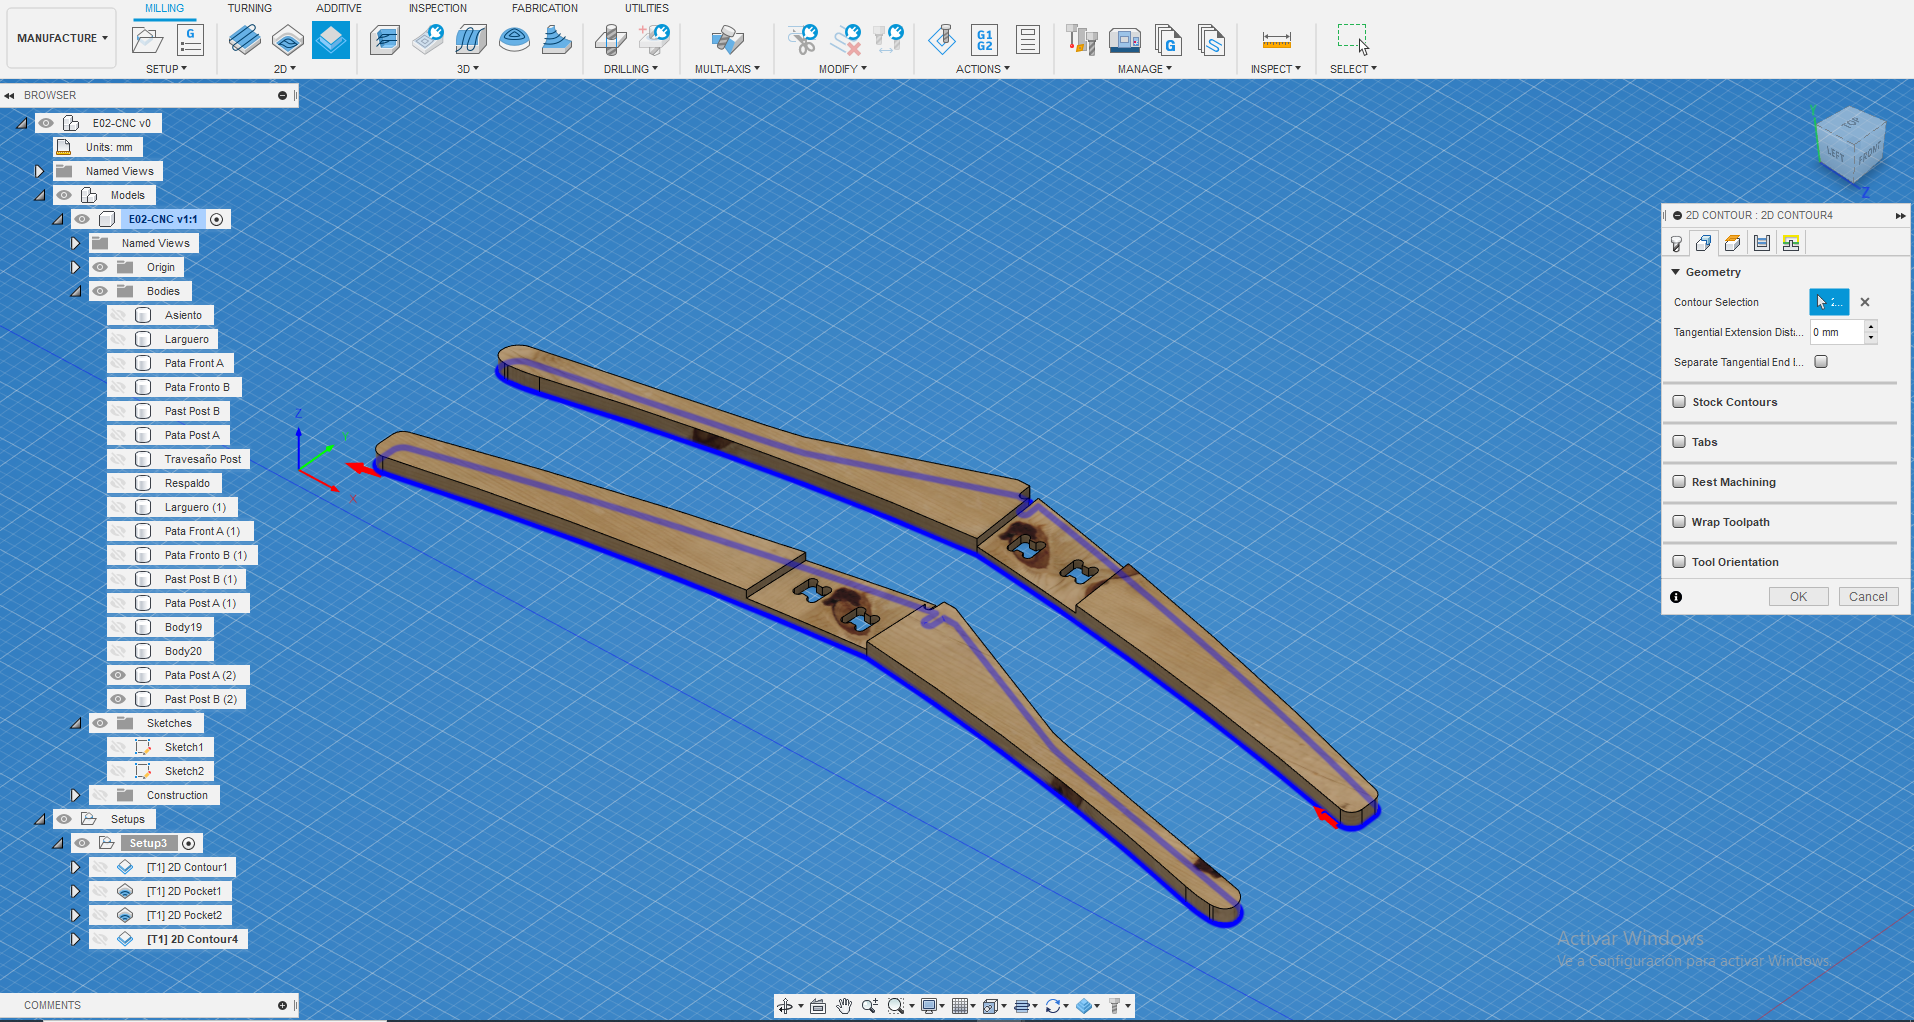 MILLING TURNING ADDITIVE INSPECTION FABRICATION UTILITIES
MANUFACTURE
G G1 G2 G
SETUP 2D 3D DRILLING MULTI-AXIS MODIFY ACTIONS MANAGE INSPECT SELECT
BROWSER
E02-CNC v0
Units: mm
Named Views
Models
E02-CNC v1:1
Named Views
Origin
Bodies
Asiento
Larguero
Pata Front A
Pata Fronto B
Past Post B
Pata Post A
Travesaño Post
Respaldo
Larguero (1)
Pata Front A (1)
Pata Fronto B (1)
Past Post B (1)
Pata Post A (1)
Body19
Body20
Pata Post A (2)
Past Post B (2)
Sketches
Sketch1
Sketch2
Construction
Setups
Setup3
[T1] 2D Contour1
[T1] 2D Pocket1
[T1] 2D Pocket2
[T1] 2D Contour4
COMMENTS
Z
Y
X
Y
TOP
LEFT FRONT
Z
2D CONTOUR : 2D CONTOUR4
Geometry
Contour Selection 2...
Tangential Extension Dist... 0 mm
Separate Tangential End I...
Stock Contours
Tabs
Rest Machining
Wrap Toolpath
Tool Orientation
OK Cancel
Activar Windows
Ve a Configuración para activar Windows.